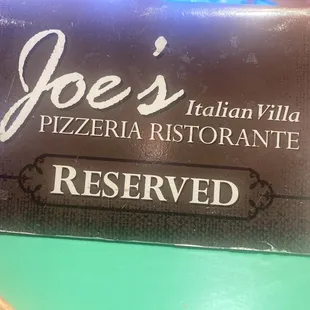 Joe's
Italian Villa
PIZZERIA RISTORANTE
RESERVED